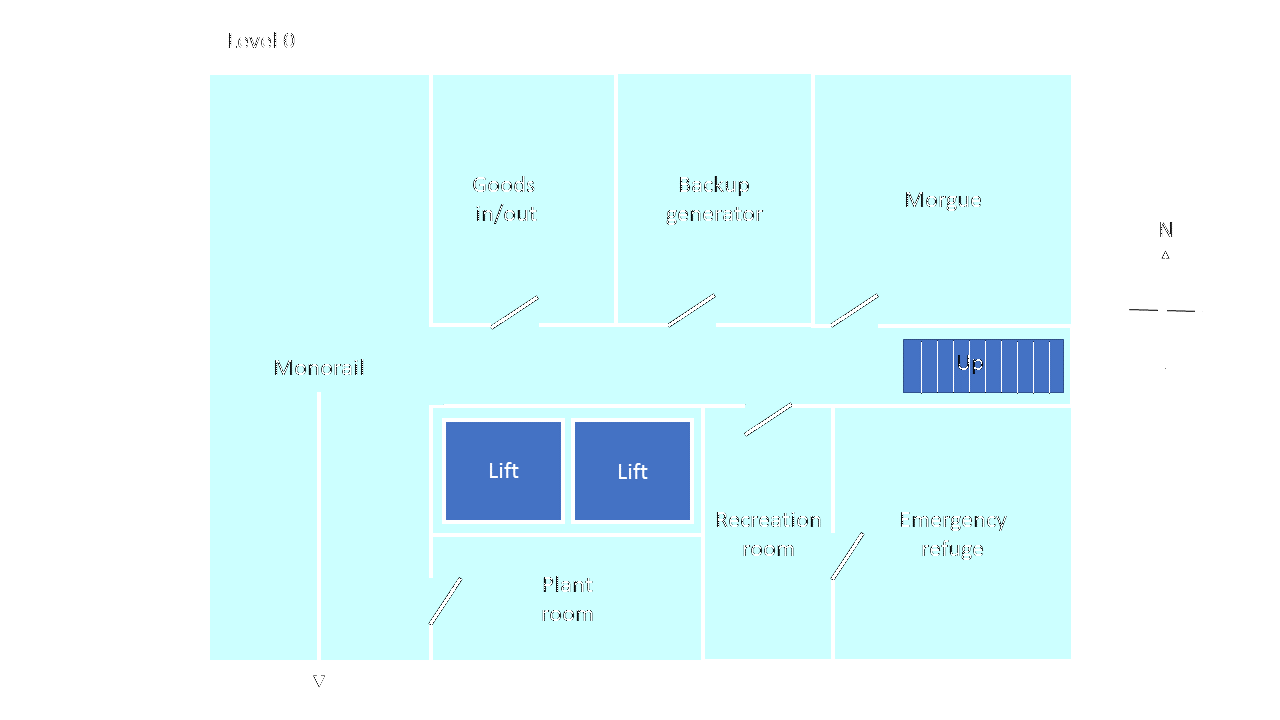 Level 0
Goods
in/out
Backup
generator
Morgue
N
Monorail
Up
Lift
Lift
Recreation
room
Emergency
refuge
Plant
room